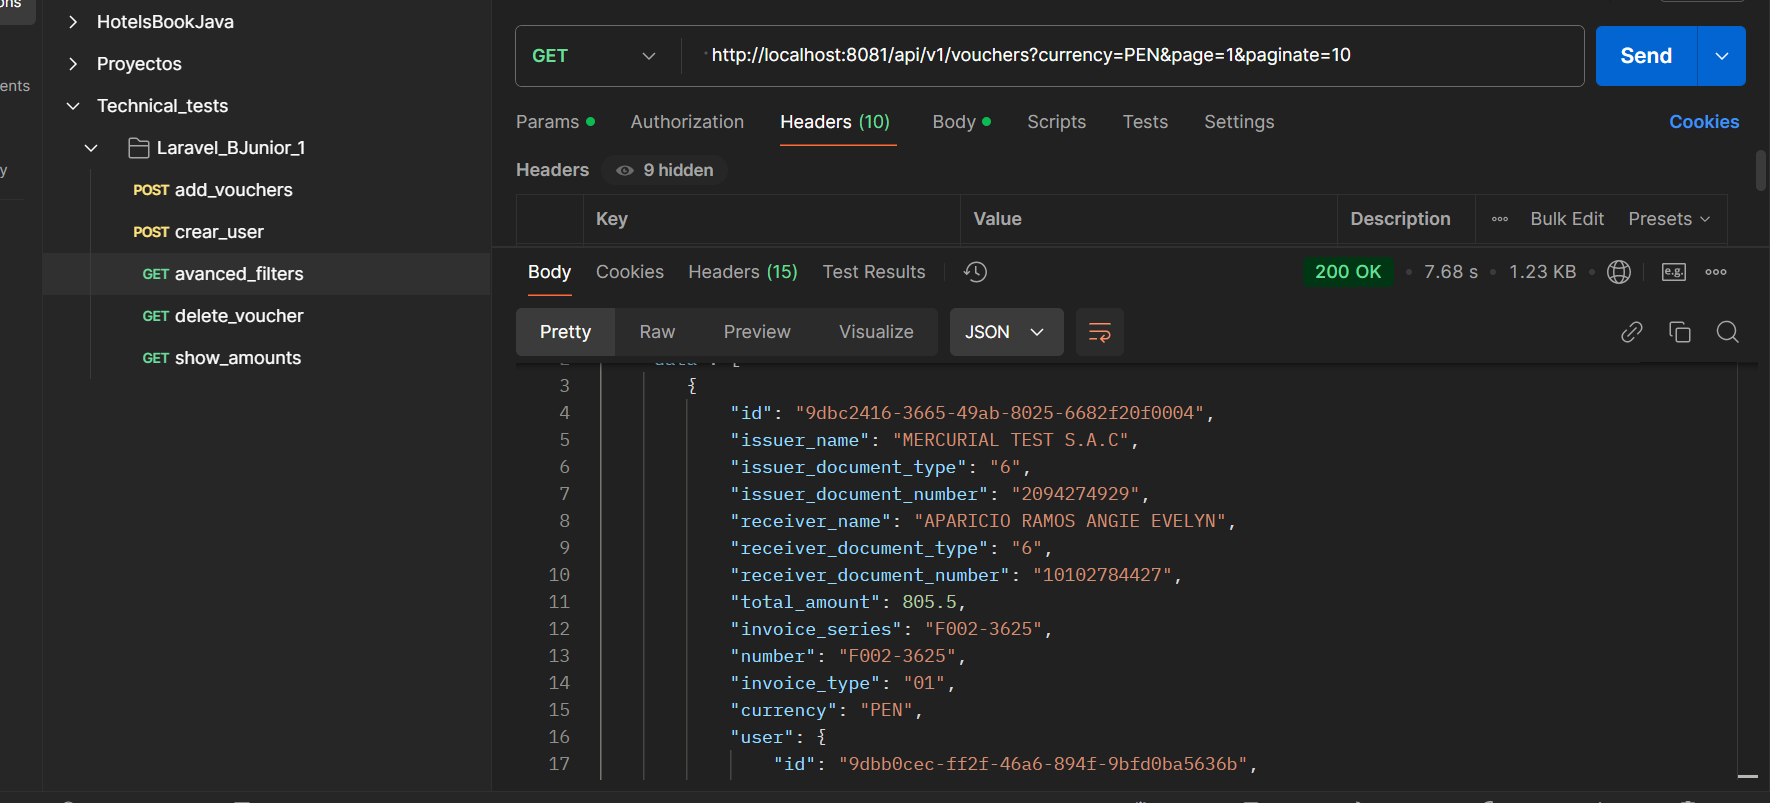 ents
y
HotelsBookJava
Proyectos
Technical_tests
Laravel_BJunior_1
POST add_vouchers
POST crear_user
GET avanced_filters
GET delete_voucher
GET show_amounts
GET http://localhost:8081/api/v1/vouchers?currency=PEN&page=1&paginate=10 Send
Params Authorization Headers (10) Body Scripts Tests Settings Cookies
Headers 9 hidden
Key Value Description Bulk Edit Presets
Body Cookies Headers (15) Test Results 200 OK 7.68 s 1.23 KB e.g.
Pretty Raw Preview Visualize JSON
3 {
4 "id": "9dbc2416-3665-49ab-8025-6682f20f0004",
5 "issuer_name": "MERCURIAL TEST S.A.C",
6 "issuer_document_type": "6",
7 "issuer_document_number": "2094274929",
8 "receiver_name": "APARICIO RAMOS ANGIE EVELYN",
9 "receiver_document_type": "6",
10 "receiver_document_number": "10102784427",
11 "total_amount": 805.5,
12 "invoice_series": "F002-3625",
13 "number": "F002-3625",
14 "invoice_type": "01",
15 "currency": "PEN",
16 "user": {
17 "id": "9dbb0cec-ff2f-46a6-894f-9bfd0ba5636b",